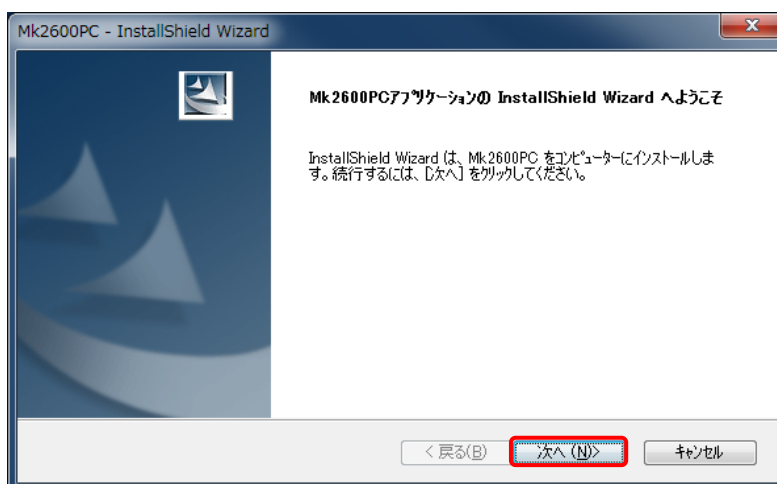 Mk2600PC - InstallShield Wizard
Mk2600PCアプリケーションの InstallShield Wizard へようこそ
InstallShield Wizard は、Mk2600PC をコンピューターにインストールしま
す。続行するには、[次へ] をクリックしてください。
< 戻る(B)
次へ (N)>
キャンセル